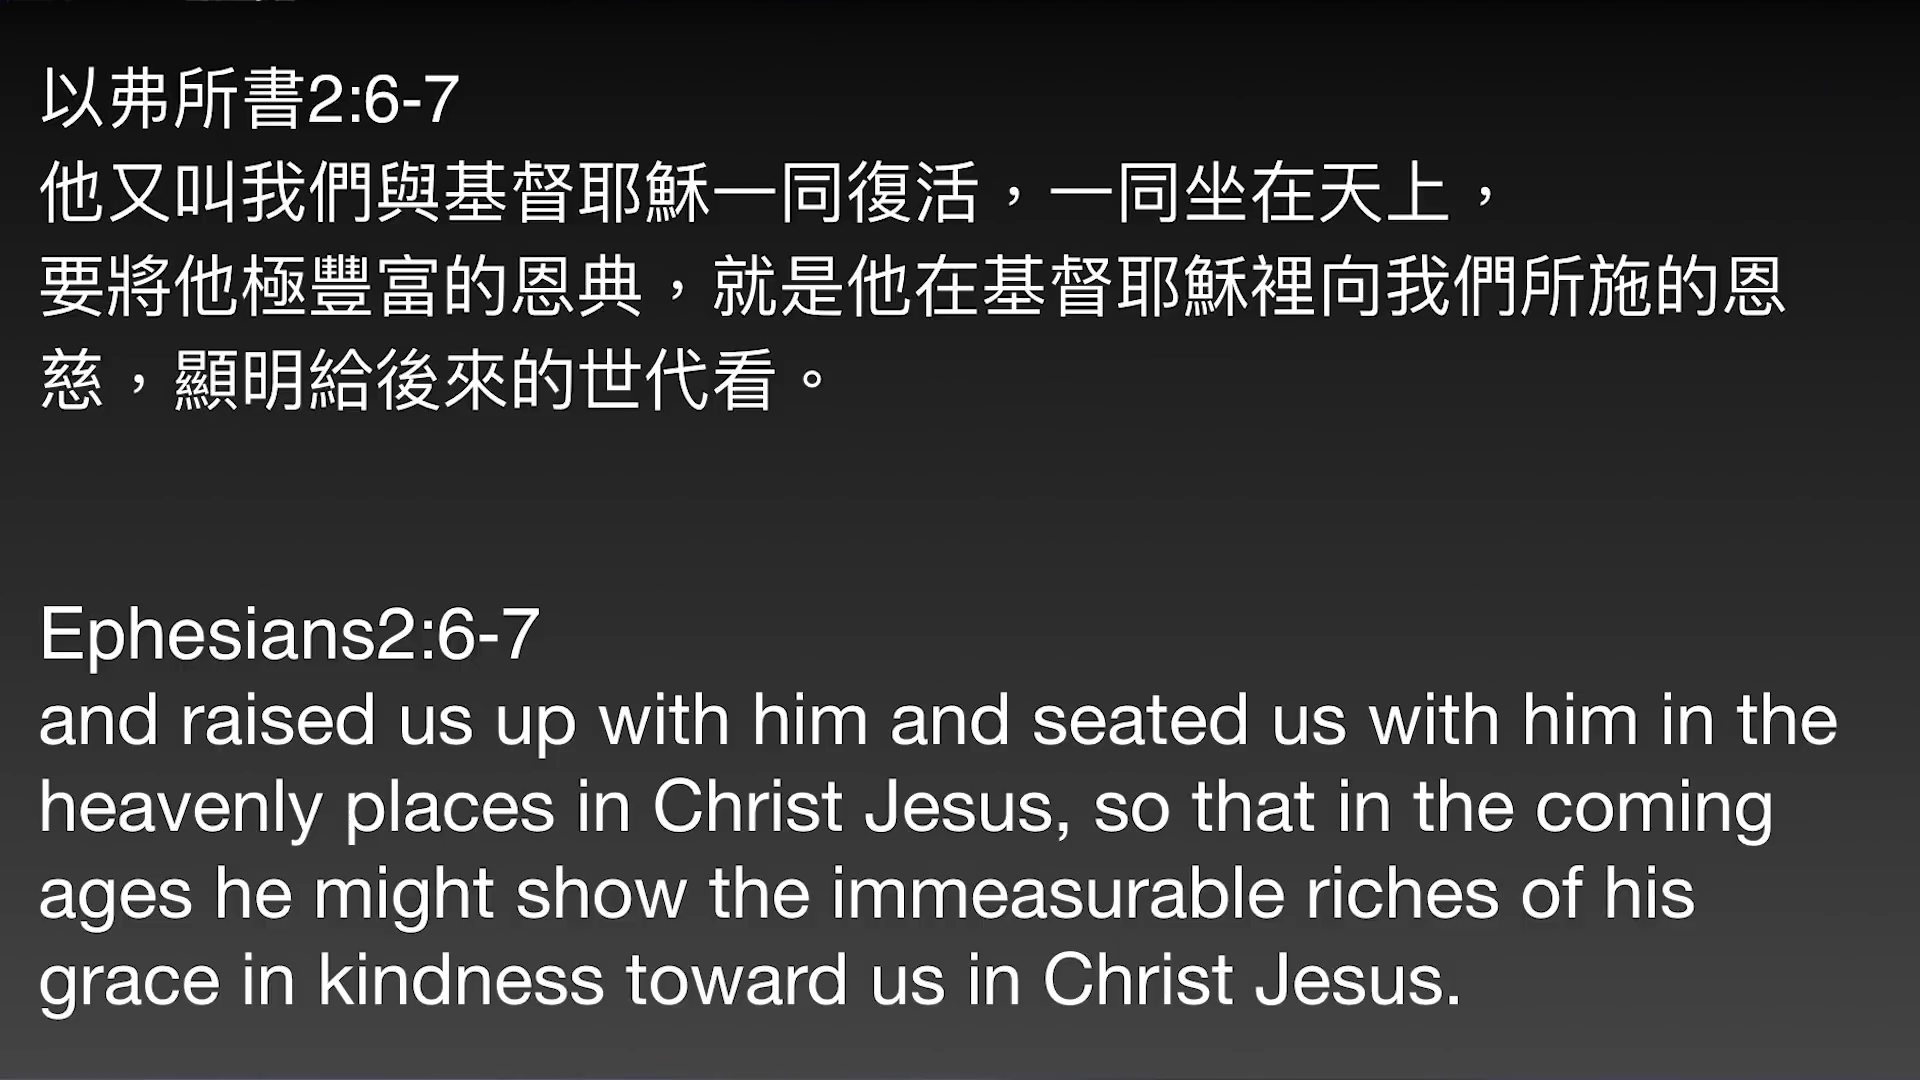 以弗所書2:6-7
他又叫我們與基督耶穌一同復活，一同坐在天上，
要將他極豐富的恩典，就是他在基督耶穌裡向我們所施的恩
慈，顯明給後來的世代看。
Ephesians2:6-7
and raised us up with him and seated us with him in the
heavenly places in Christ Jesus, so that in the coming
ages he might show the immeasurable riches of his
grace in kindness toward us in Christ Jesus.